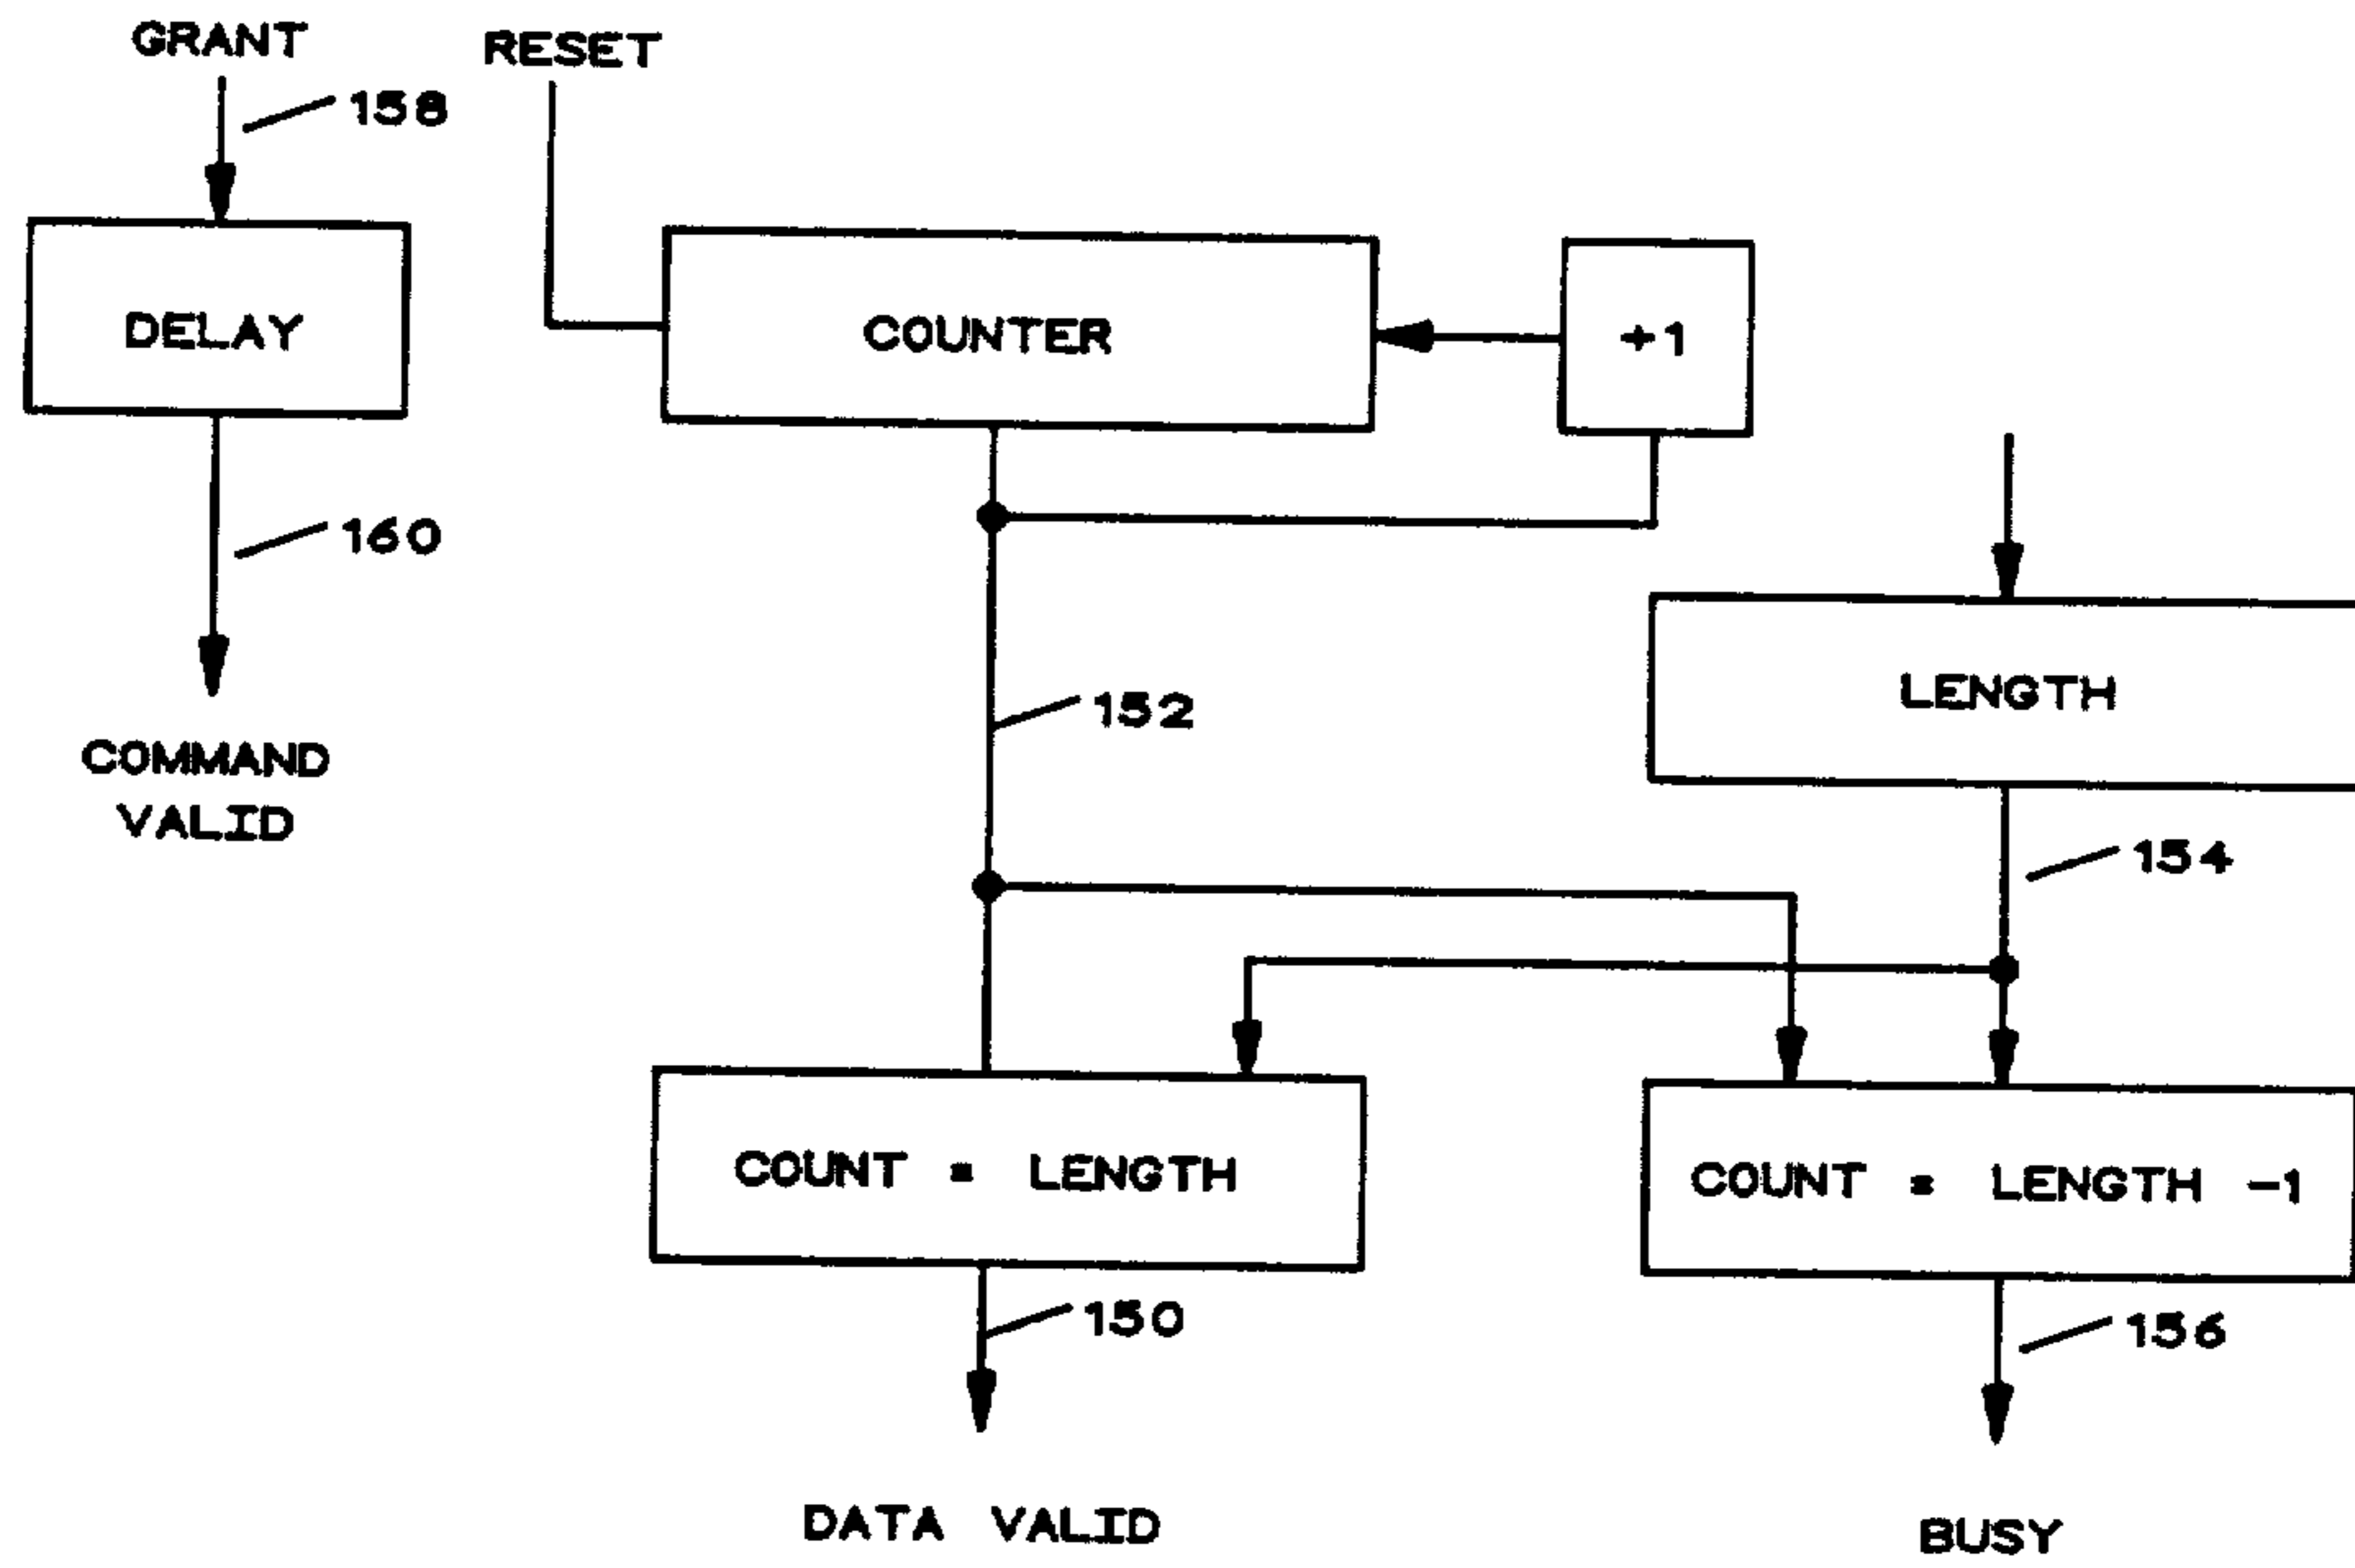 GRANT
RESET
158
DELAY
COUNTER
+1
160
LENGTH
152
COMMAND
VALID
154
COUNT = LENGTH
COUNT = LENGTH -1
150
156
DATA VALID
BUSY